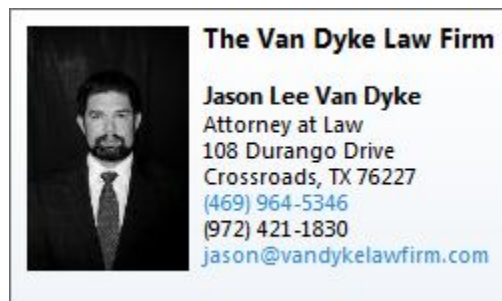 The Van Dyke Law Firm
Jason Lee Van Dyke
Attorney at Law
108 Durango Drive
Crossroads, TX 76227
(469) 964-5346
(972) 421-1830
jason@vandykelawfirm.com